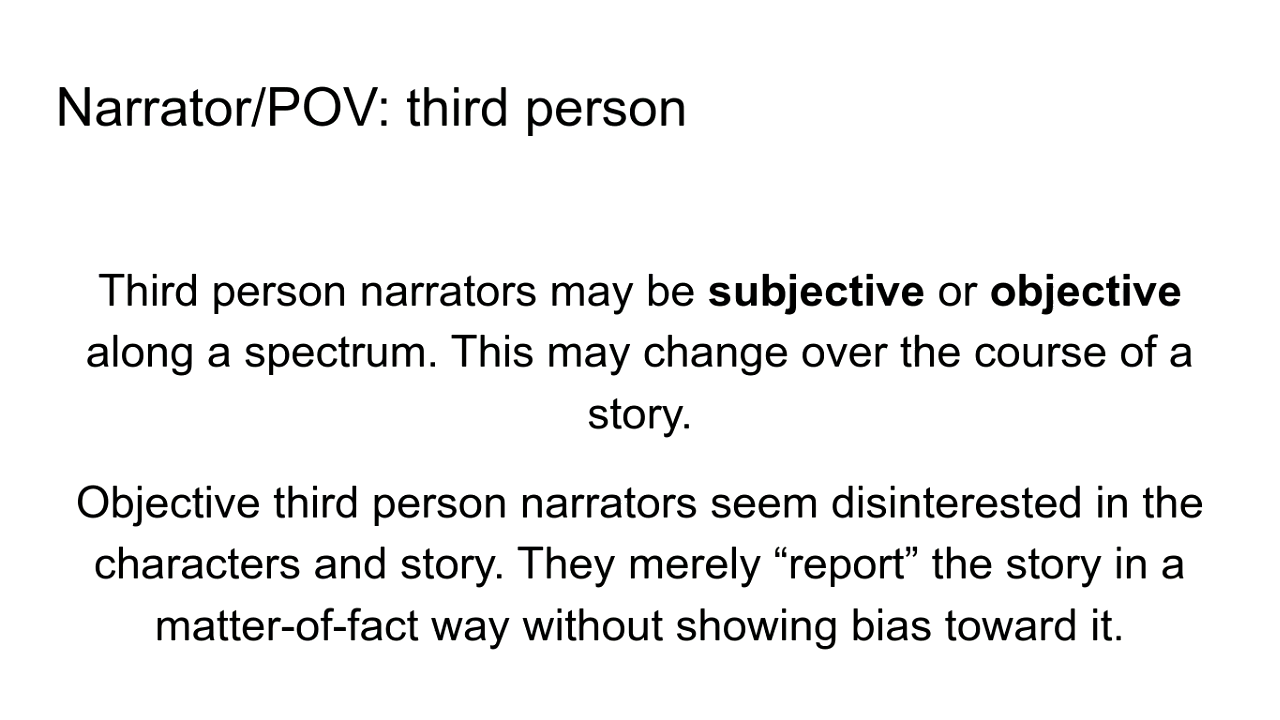 Narrator/POV: third person
Third person narrators may be subjective or objective
along a spectrum. This may change over the course of a
story.
Objective third person narrators seem disinterested in the
characters and story. They merely “report” the story in a
matter-of-fact way without showing bias toward it.